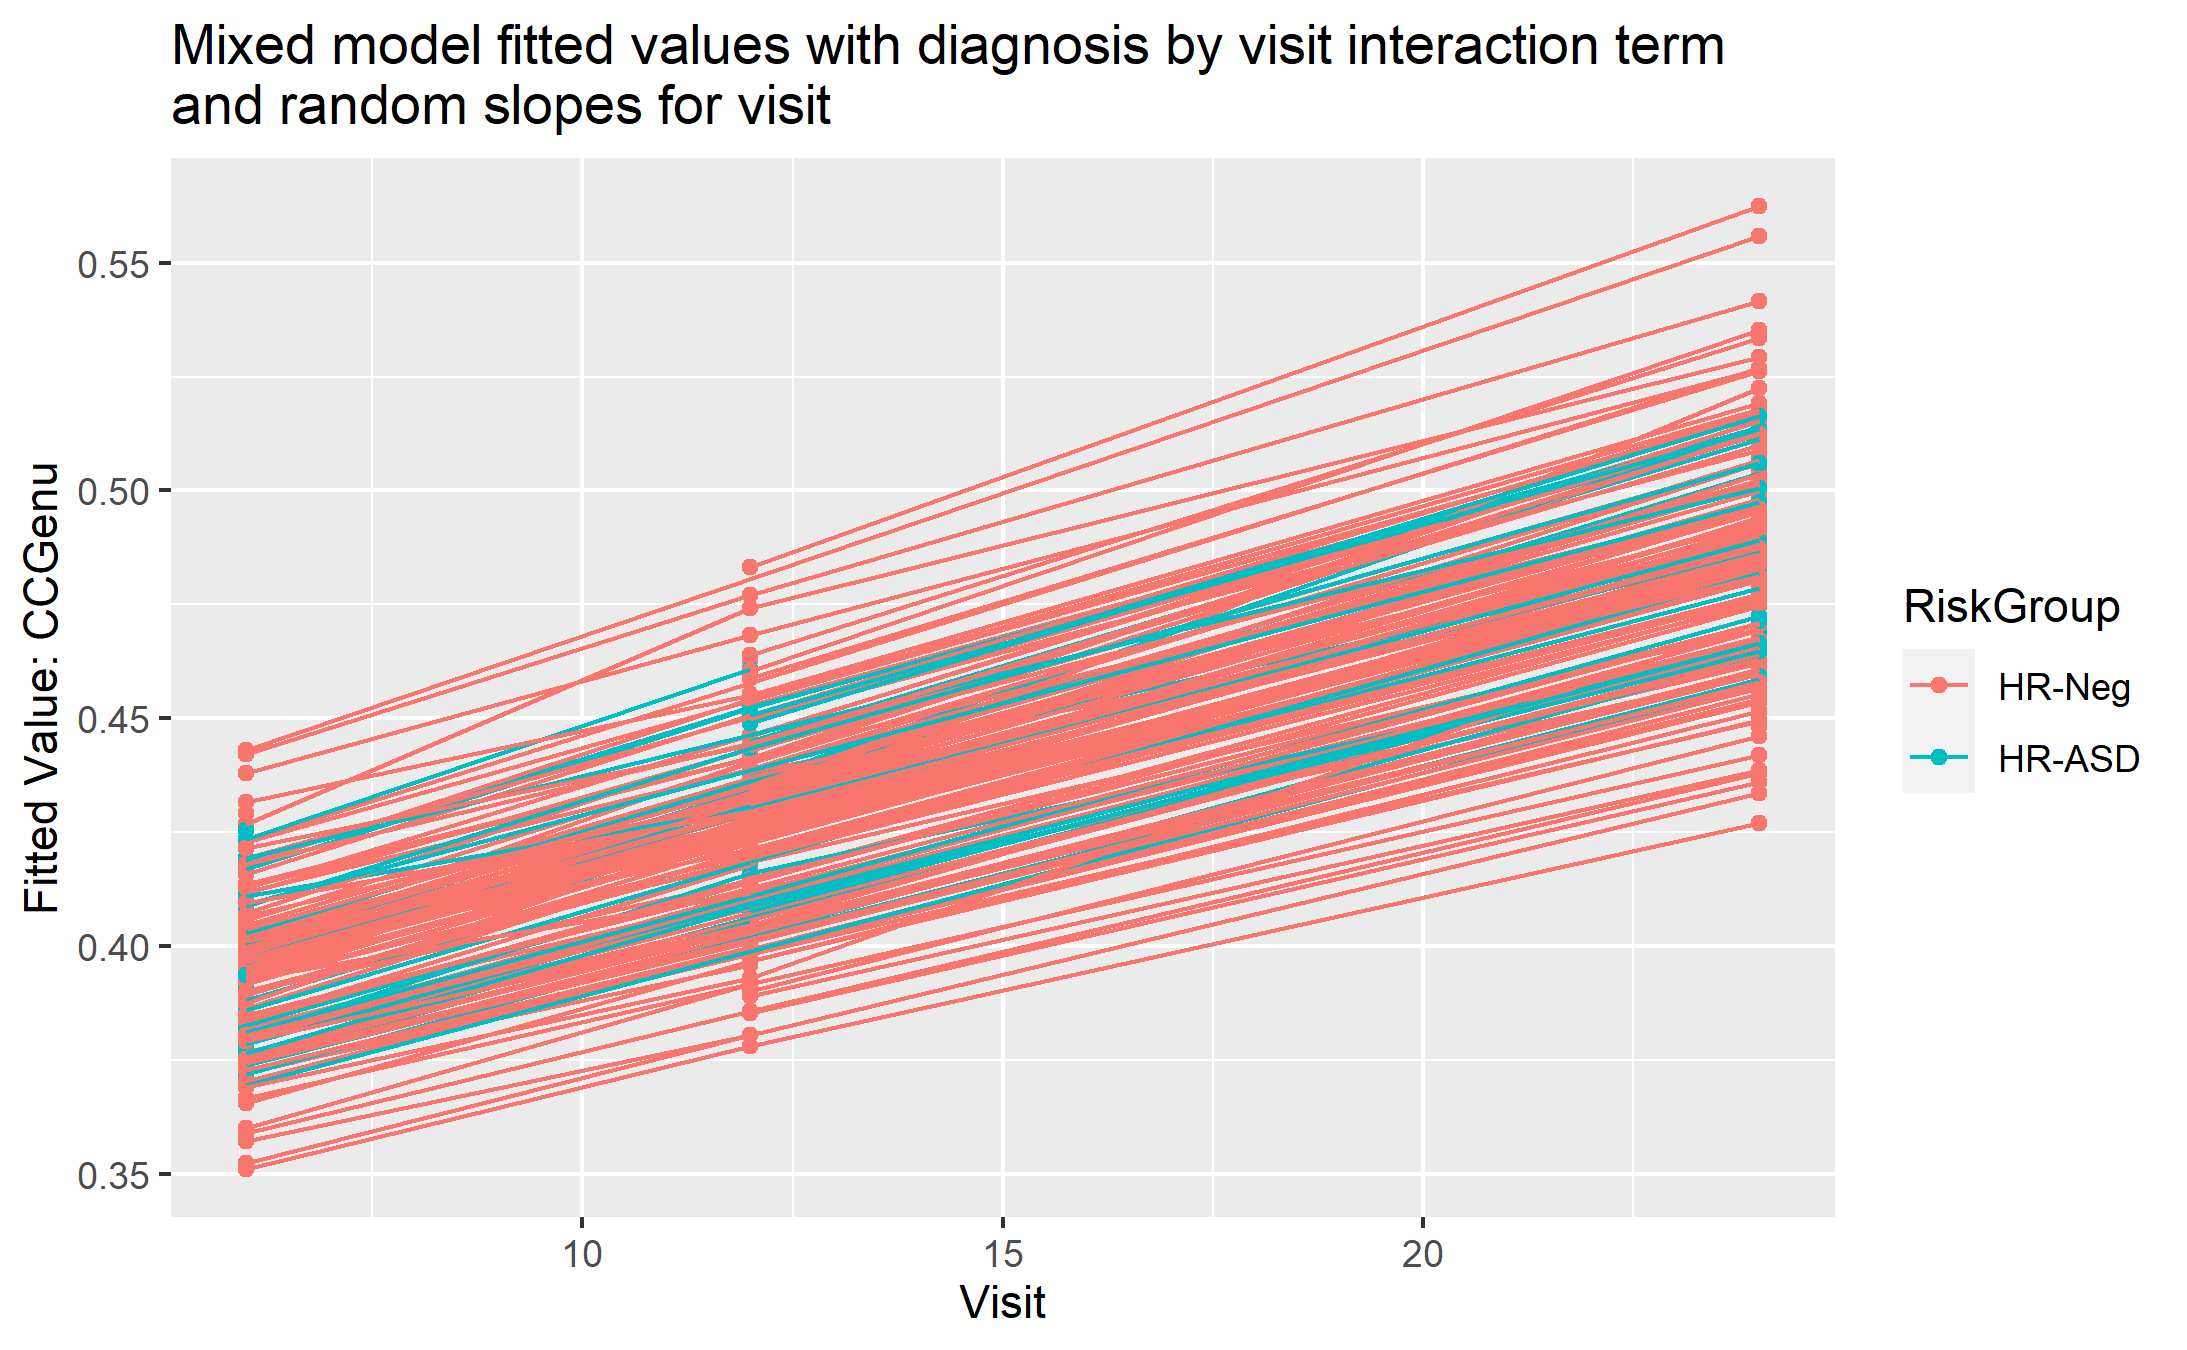 Mixed model fitted values with diagnosis by visit interaction term
and random slopes for visit
Fitted Value: CCGenu
0.55
0.50
0.45
0.40
0.35
10
15
20
Visit
RiskGroup
HR-Neg
HR-ASD